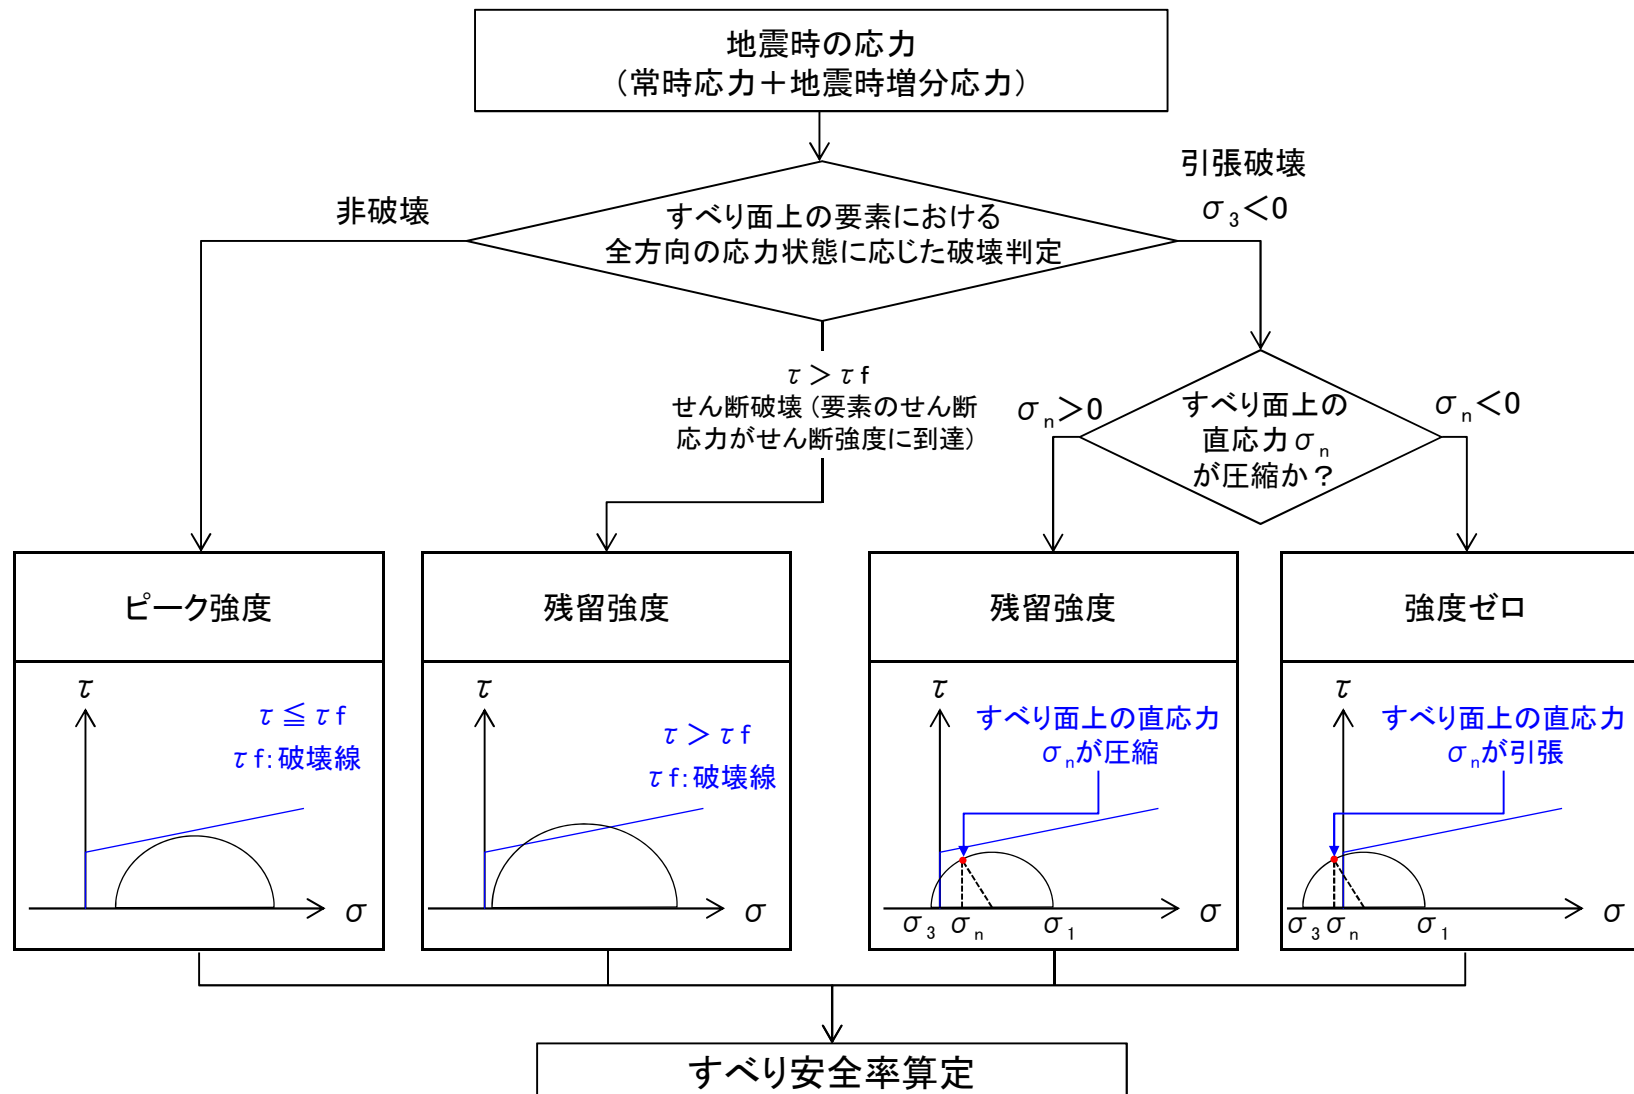 地震時の応力
（常時応力＋地震時増分応力）
非破壊
すべり面上の要素における
全方向の応力状態に応じた破壊判定
引張破壊
σ₃＜0
τ＞τf
せん断破壊（要素のせん断
応力がせん断強度に到達）
σₙ＞0
すべり面上の
直応力σₙ
が圧縮か？
σₙ＜0
ピーク強度
τ
τ≦τf
τf：破壊線
σ
残留強度
τ
τ＞τf
τf：破壊線
σ
残留強度
τ
すべり面上の直応力
σₙが圧縮
σ
σ₃
σₙ
σ₁
強度ゼロ
τ
すべり面上の直応力
σₙが引張
σ
σ₃
σₙ
σ₁
すべり安全率算定